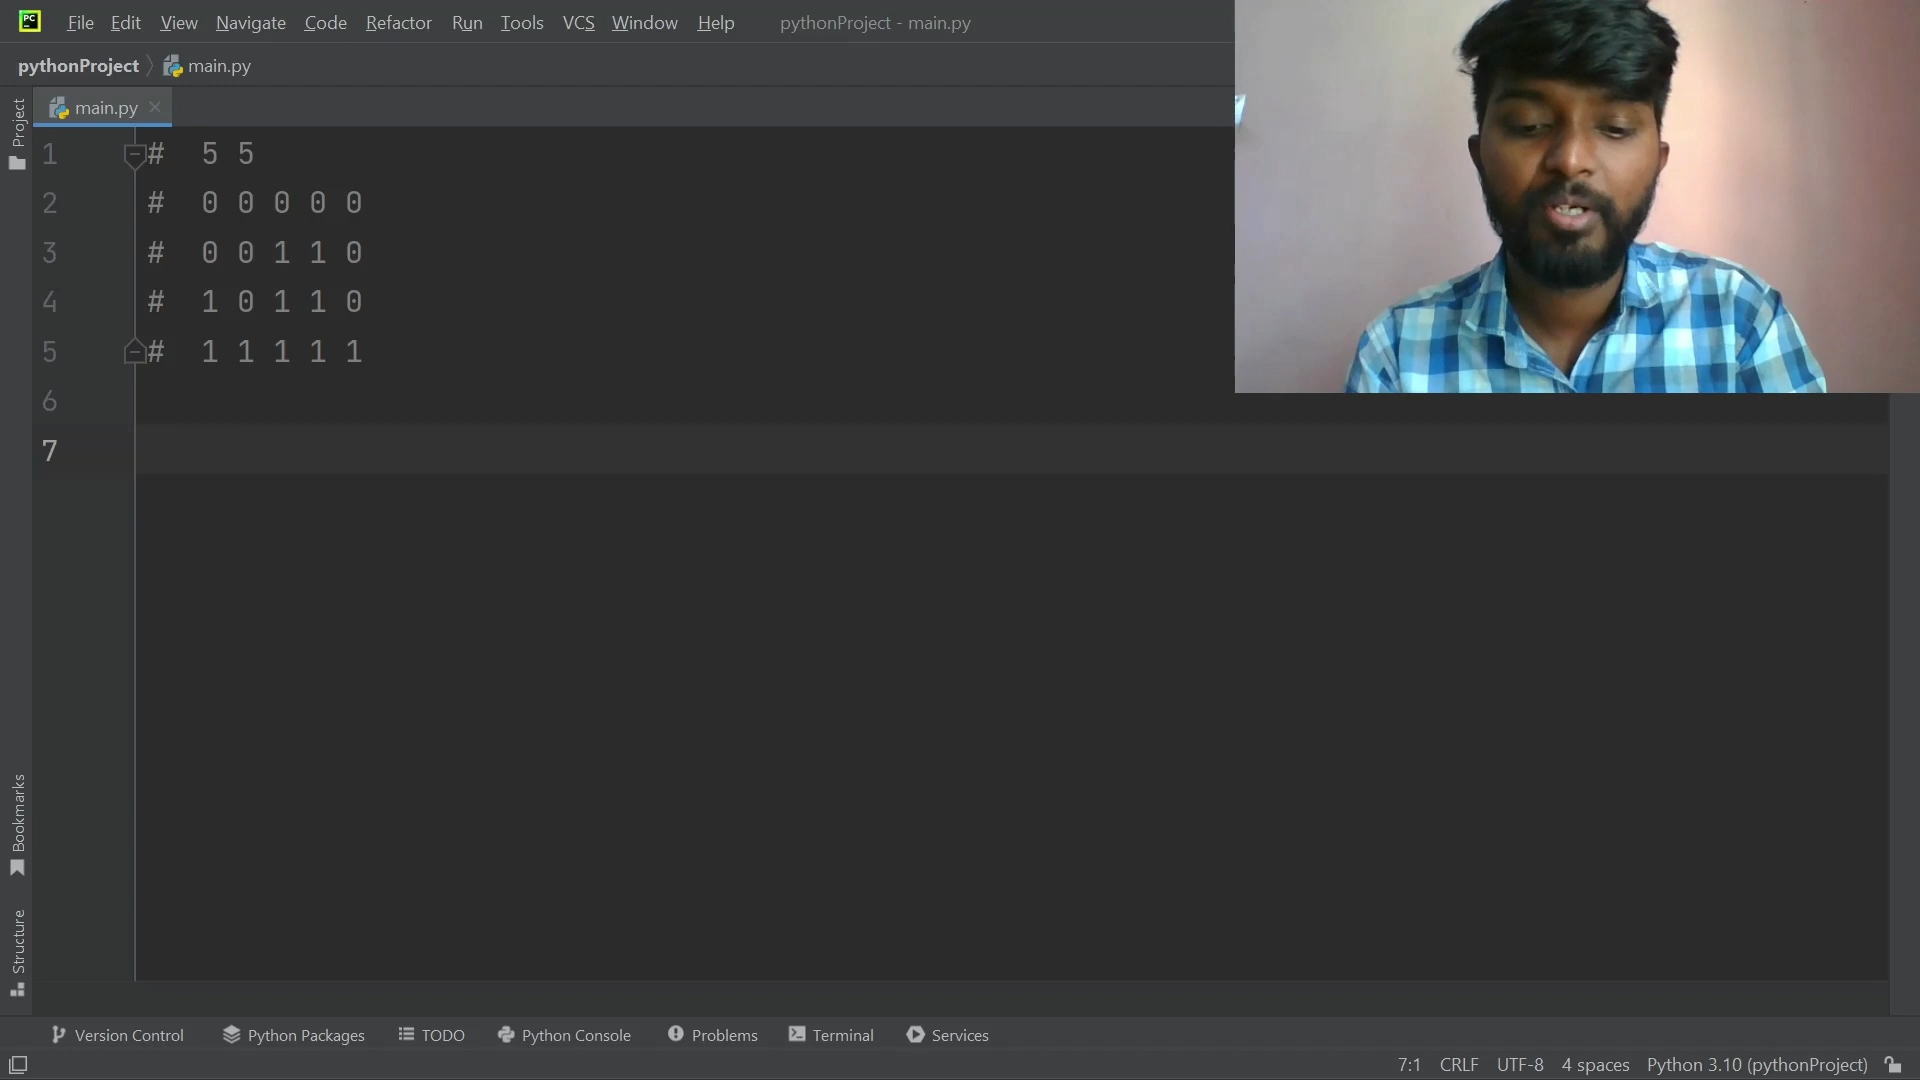 PC File Edit View Navigate Code Refactor Run Tools VCS Window Help pythonProject - main.py
pythonProject main.py
Project
main.py
1 # 5 5
2 # 0 0 0 0 0
3 # 0 0 1 1 0
4 # 1 0 1 1 0
5 # 1 1 1 1 1
6
7
Bookmarks
Structure
Version Control Python Packages TODO Python Console Problems Terminal Services
7:1 CRLF UTF-8 4 spaces Python 3.10 (pythonProject)